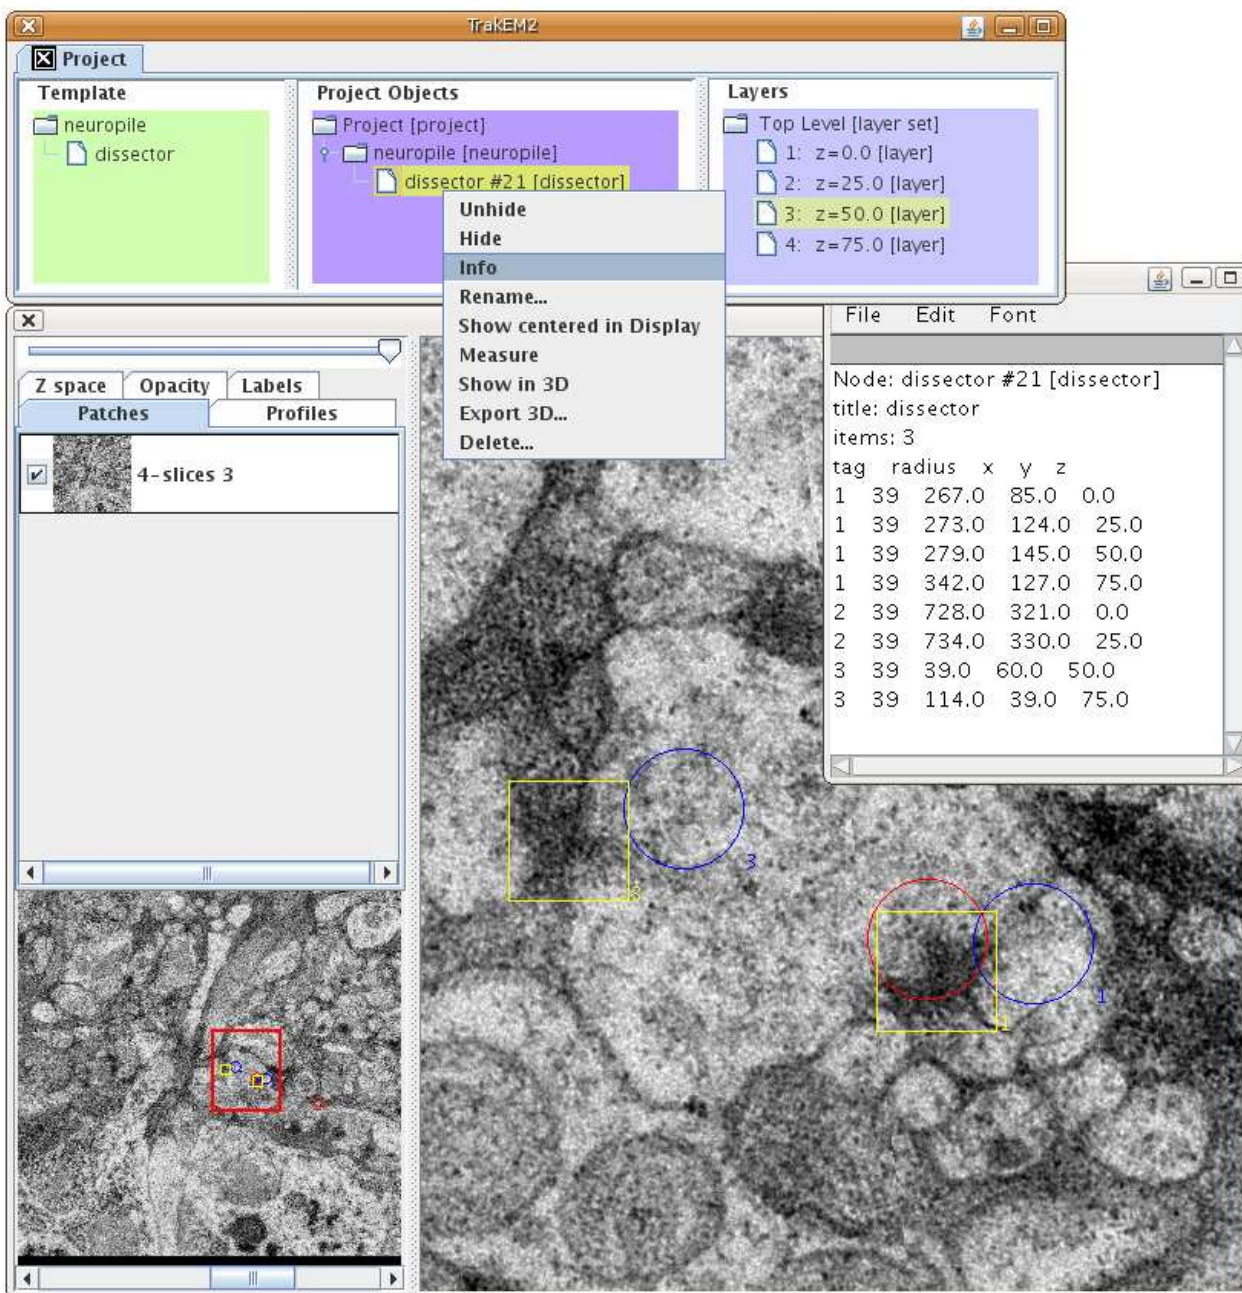 TrakEM2
Project
Template
neuropile
dissector
Project Objects
Project [project]
neuropile [neuropile]
dissector #21 [dissector]
Layers
Top Level [layer set]
1: z=0.0 [layer]
2: z=25.0 [layer]
3: z=50.0 [layer]
4: z=75.0 [layer]
Unhide
Hide
Info
Rename...
Show centered in Display
Measure
Show in 3D
Export 3D...
Delete...
Z space Opacity Labels
Patches Profiles
4-slices 3
File Edit Font
Node: dissector #21 [dissector]
title: dissector
items: 3
tag radius x y z
1 39 267.0 85.0 0.0
1 39 273.0 124.0 25.0
1 39 279.0 145.0 50.0
1 39 342.0 127.0 75.0
2 39 728.0 321.0 0.0
2 39 734.0 330.0 25.0
3 39 39.0 60.0 50.0
3 39 114.0 39.0 75.0
3
3
1
1